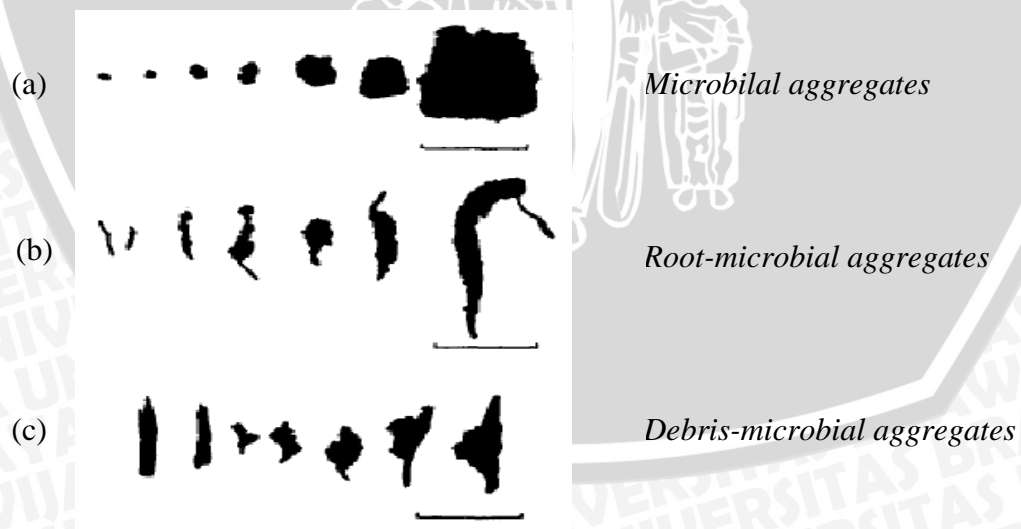 (a) Microbilal aggregates
(b) Root-microbial aggregates
(c) Debris-microbial aggregates